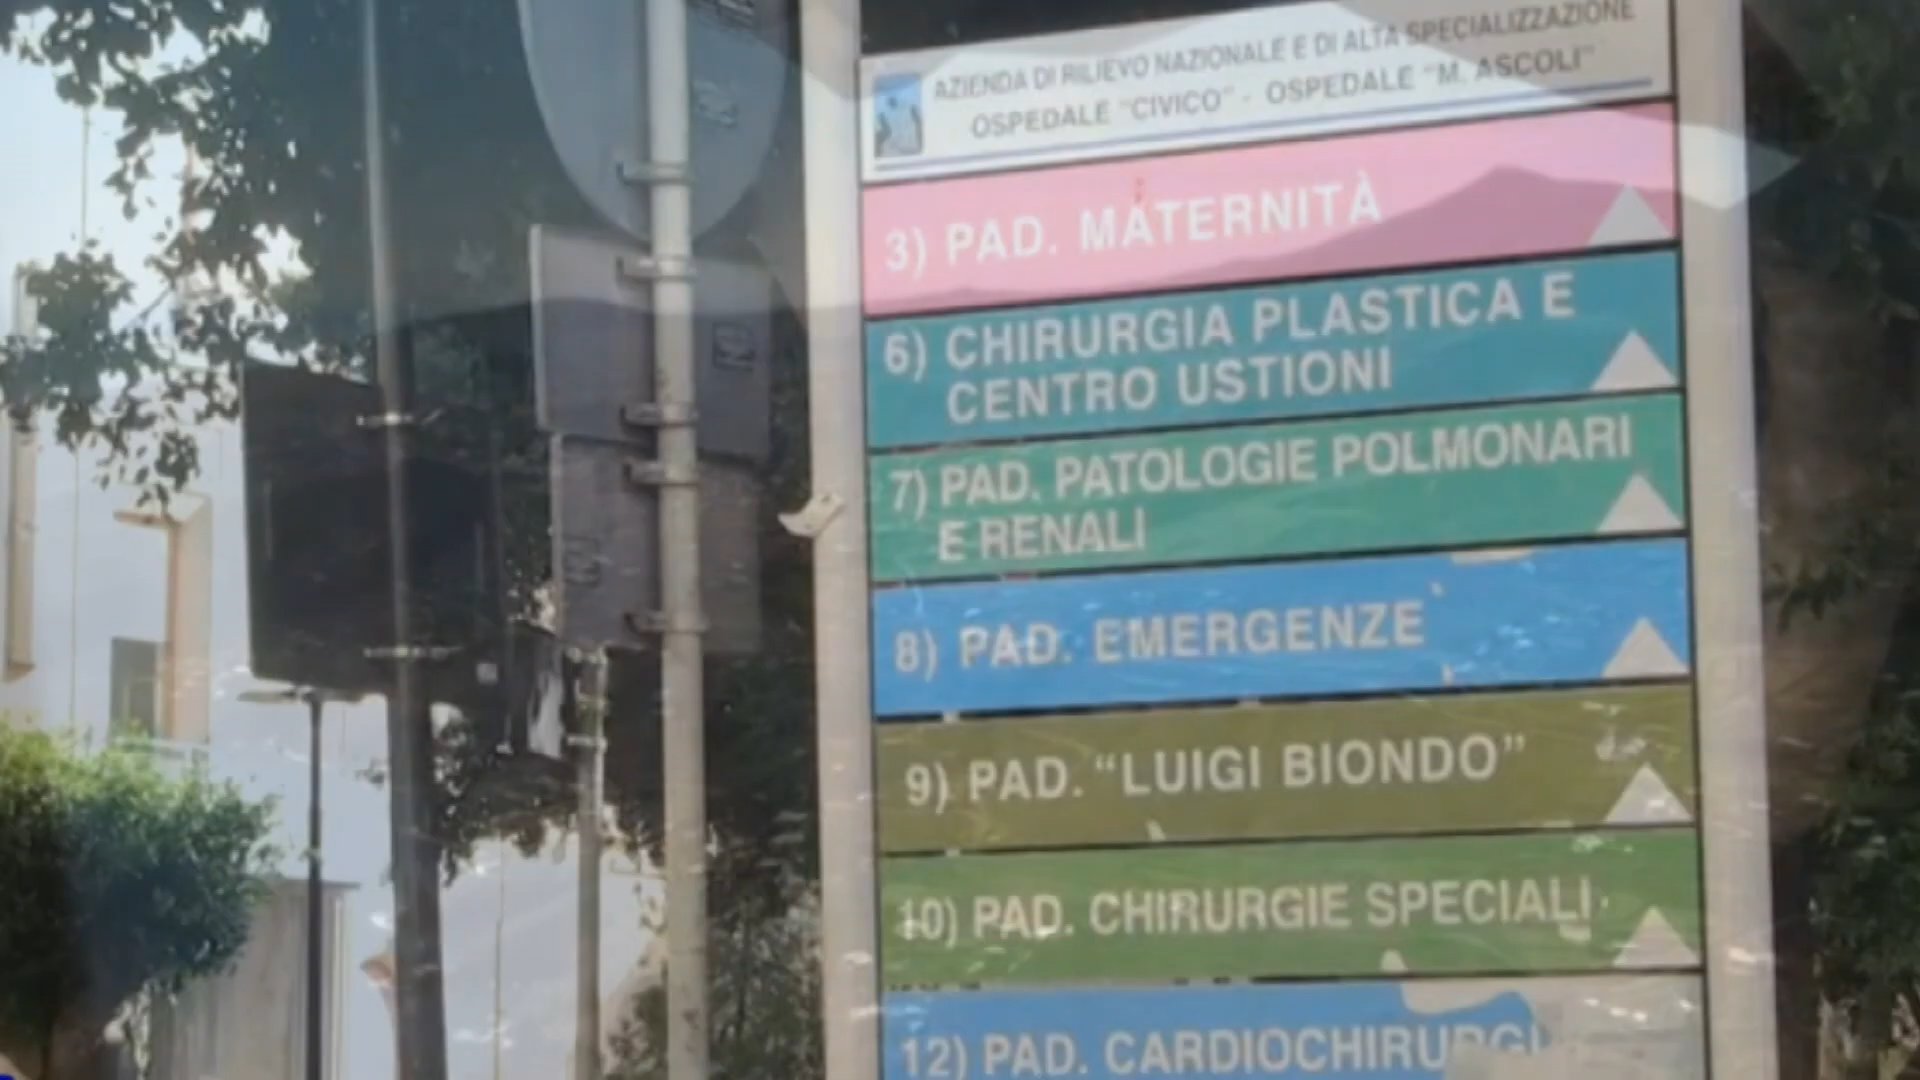 AZIENDA DI RILIEVO NAZIONALE E DI ALTA SPECIALIZZAZIONE
OSPEDALE "CIVICO" - OSPEDALE "M. ASCOLI"
3) PAD. MATERNITÀ
6) CHIRURGIA PLASTICA E
CENTRO USTIONI
7) PAD. PATOLOGIE POLMONARI
E RENALI
8) PAD. EMERGENZE
9) PAD. “LUIGI BIONDO”
10) PAD. CHIRURGIE SPECIALI
12) PAD. CARDIOCHIRURGI